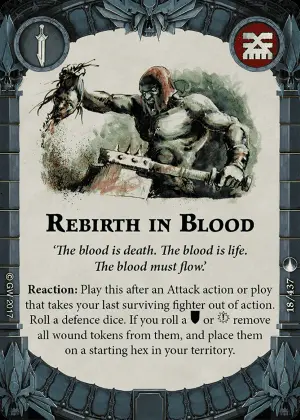 REBIRTH IN BLOOD
‘The blood is death. The blood is life.
The blood must flow.’
Reaction: Play this after an Attack action or ploy
that takes your last surviving fighter out of action.
Roll a defence dice. If you roll a or remove
all wound tokens from them, and place them
on a starting hex in your territory.
© GW 2017
18/437